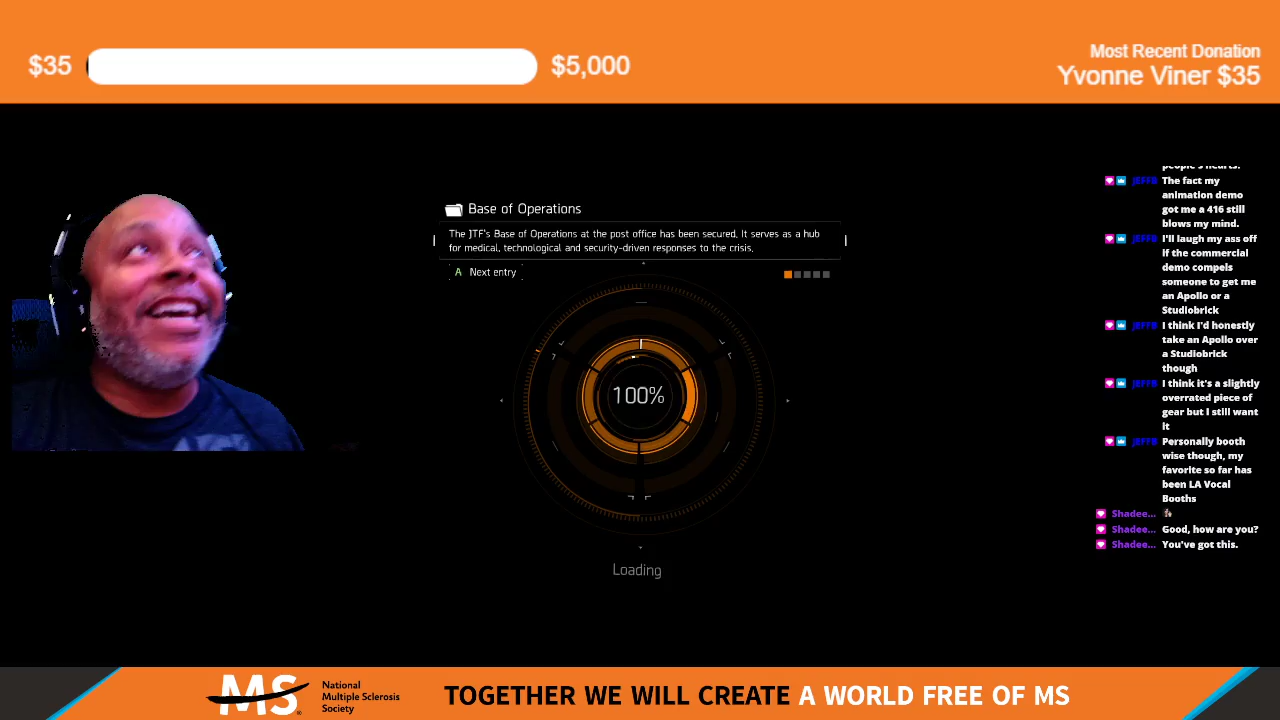 $35
$5,000
Most Recent Donation
Yvonne Viner $35
Base of Operations
The JTF's Base of Operations at the post office has been secured. It serves as a hub
for medical, technological and security-driven responses to the crisis.
A Next entry
100%
Loading
people's hearts.
JEFFD The fact my
animation demo
got me a 416 still
blows my mind.
I'll laugh my ass off
if the commercial
demo compels
someone to get me
an Apollo or a
Studiobrick
I think I'd honestly
take an Apollo over
a Studiobrick
though
I think it's a slightly
overrated piece of
gear but I still want
it
Personally booth
wise though, my
favorite so far has
been LA Vocal
Booths
Shadee...
Shadee... Good, how are you?
Shadee... You've got this.
MS
National
Multiple Sclerosis
Society
TOGETHER WE WILL CREATE A WORLD FREE OF MS